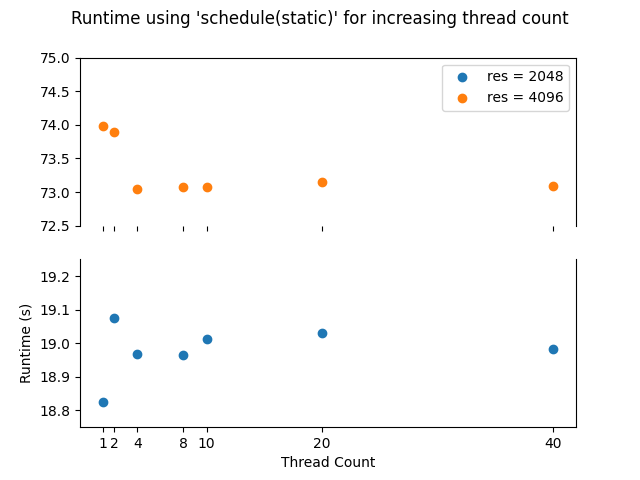 Runtime using 'schedule(static)' for increasing thread count
75.0
74.5
74.0
73.5
73.0
72.5
res = 2048
res = 4096
19.2
19.1
19.0
18.9
18.8
Runtime (s)
1 2 4 8 10 20 40
Thread Count